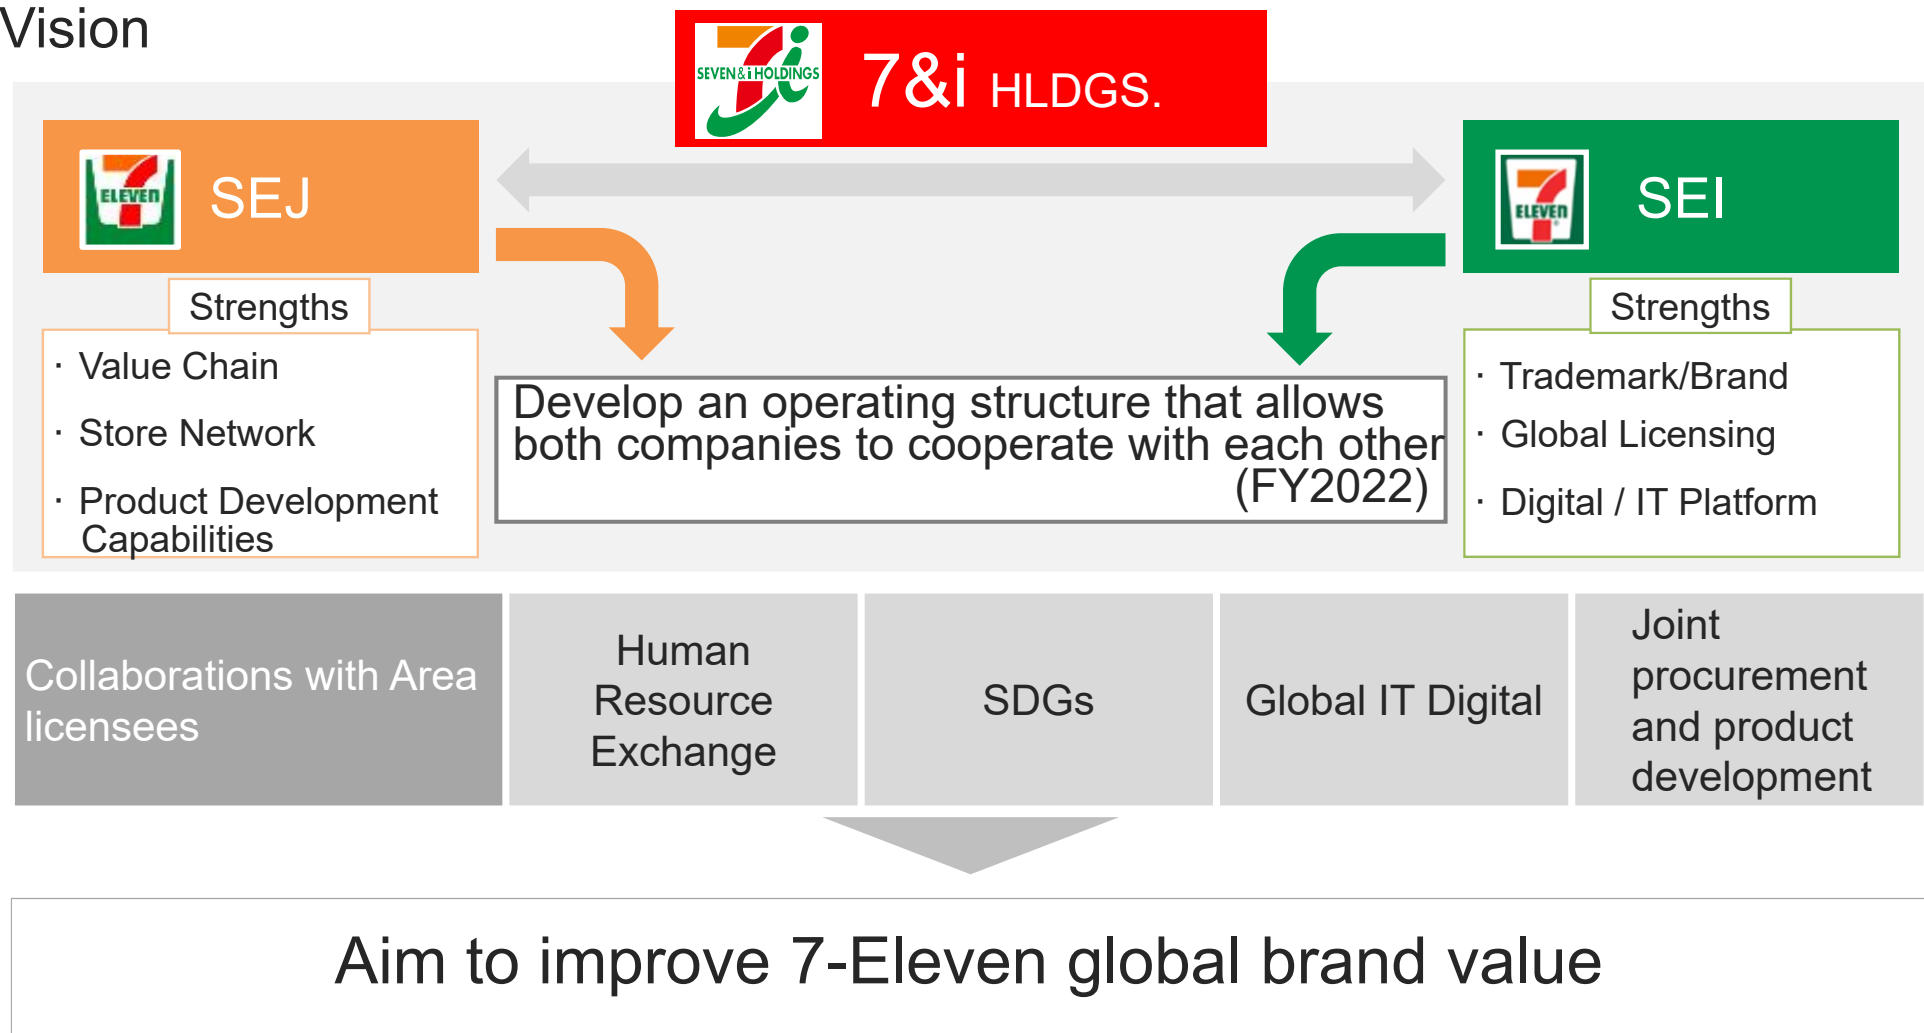 Vision
SEVEN & i HOLDINGS
7&i HLDGS.
7
ELEVEN
SEJ
Strengths
· Value Chain
· Store Network
· Product Development
Capabilities
7
ELEVEN
SEI
Strengths
· Trademark/Brand
· Global Licensing
· Digital / IT Platform
Develop an operating structure that allows
both companies to cooperate with each other
(FY2022)
Collaborations with Area
licensees
Human
Resource
Exchange
SDGs
Global IT Digital
Joint
procurement
and product
development
Aim to improve 7-Eleven global brand value